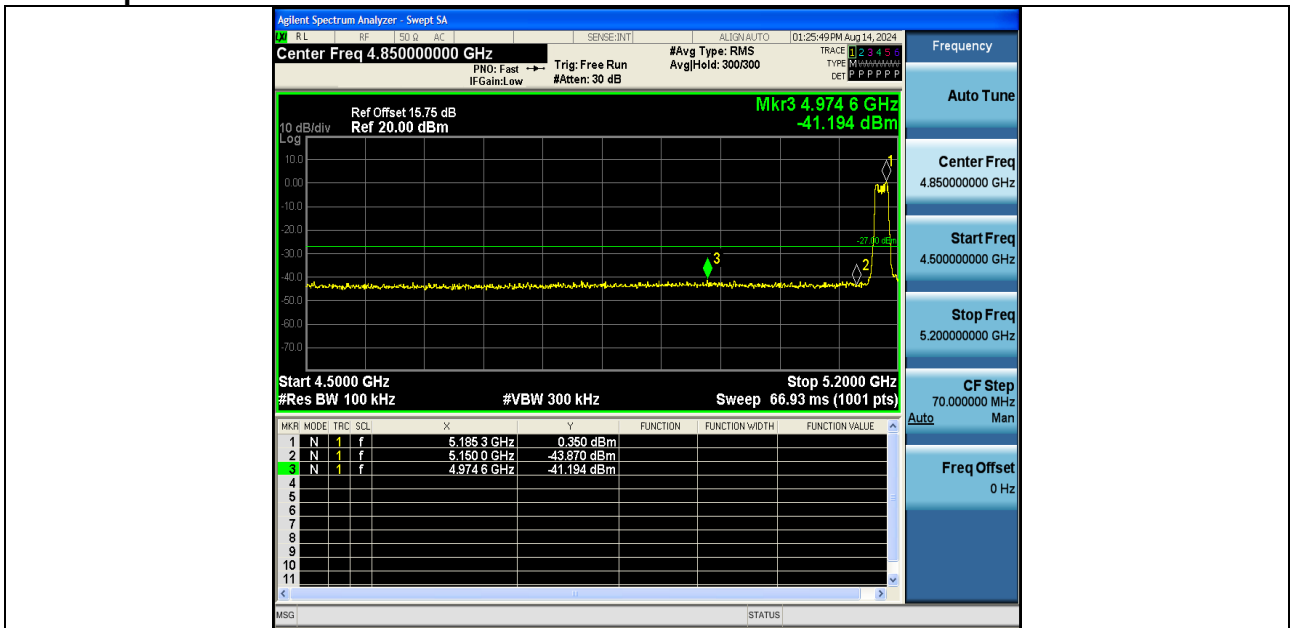 Agilent Spectrum Analyzer - Swept SA
LXI RL RF 50 Ω AC SENSE:INT ALIGN AUTO 01:25:49 PM Aug 14, 2024
Center Freq 4.850000000 GHz
PNO: Fast
IFGain:Low
Trig: Free Run
#Atten: 30 dB
#Avg Type: RMS
Avg|Hold: 300/300
TRACE 1 2 3 4 5 6
TYPE M
DET P P P P P P
Mkr3 4.974 6 GHz
-41.194 dBm
Ref Offset 15.75 dB
10 dB/div Ref 20.00 dBm
Log
10.0
0.00
-10.0
-20.0
-30.0
-40.0
-50.0
-60.0
-70.0
1
-27.00 dBm
3
2
Start 4.5000 GHz Stop 5.2000 GHz
#Res BW 100 kHz #VBW 300 kHz Sweep 66.93 ms (1001 pts)
MKR MODE TRC SCL X Y FUNCTION FUNCTION WIDTH FUNCTION VALUE
1 N 1 f 5.185 3 GHz 0.350 dBm
2 N 1 f 5.150 0 GHz -43.870 dBm
3 N 1 f 4.974 6 GHz -41.194 dBm
4
5
6
7
8
9
10
11
MSG STATUS
Frequency
Auto Tune
Center Freq
4.850000000 GHz
Start Freq
4.500000000 GHz
Stop Freq
5.200000000 GHz
CF Step
70.000000 MHz
Auto Man
Freq Offset
0 Hz